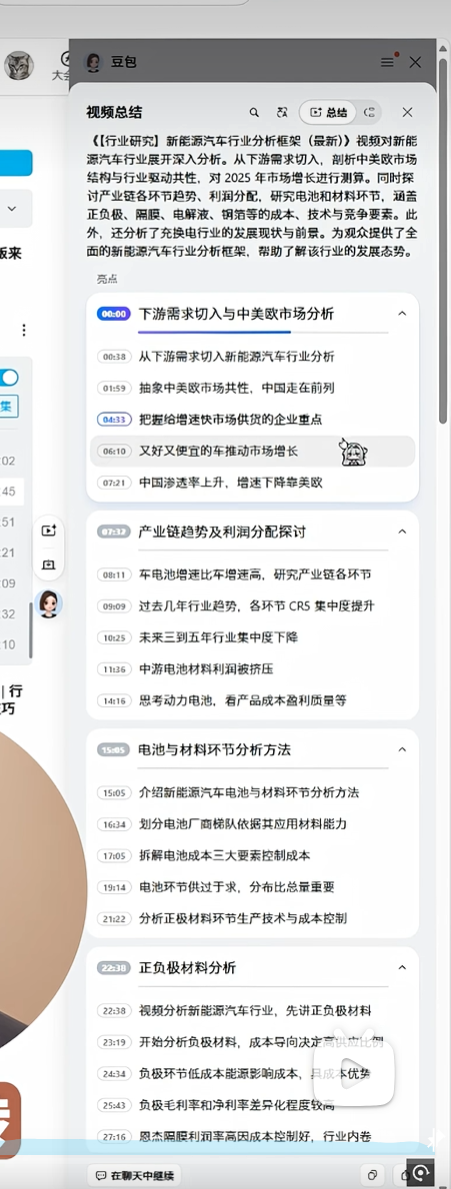 豆包
大会
视频总结
总结
《【行业研究】新能源汽车行业分析框架（最新）》视频对新能
源汽车行业展开深入分析。从下游需求切入，剖析中美欧市场
结构与行业驱动共性，对 2025 年市场增长进行测算。同时探
讨产业链各环节趋势、利润分配，研究电池和材料环节，涵盖
正负极、隔膜、电解液、铜箔等的成本、技术与竞争要素。此
外，还分析了充换电行业的发展现状与前景。为观众提供了全
面的新能源汽车行业分析框架，帮助了解该行业的发展态势。
亮点
00:00 下游需求切入与中美欧市场分析
00:38 从下游需求切入新能源汽车行业分析
01:59 抽象中美欧市场共性，中国走在前列
04:33 把握给增速快市场供货的企业重点
06:10 又好又便宜的车推动市场增长
07:21 中国渗透率上升，增速下降靠美欧
07:32 产业链趋势及利润分配探讨
08:11 车电池增速比车增速高，研究产业链各环节
09:09 过去几年行业趋势，各环节 CR5 集中度提升
10:25 未来三到五年行业集中度下降
11:36 中游电池材料利润被挤压
14:16 思考动力电池，看产品成本盈利质量等
15:05 电池与材料环节分析方法
15:05 介绍新能源汽车电池与材料环节分析方法
16:34 划分电池厂商梯队依据其应用材料能力
17:05 拆解电池成本三大要素控制成本
19:14 电池环节供过于求，分布比总量重要
21:22 分析正极材料环节生产技术与成本控制
22:38 正负极材料分析
22:38 视频分析新能源汽车行业，先讲正负极材料
23:19 开始分析负极材料，成本导向决定高供应比例
24:34 负极环节低成本能源影响成本，具成本优势
25:43 负极毛利率和净利率差异化程度较高
27:16 恩杰隔膜利润率高因成本控制好，行业内卷
在聊天中继续
版来
集
:02
:45
:51
:21
:09
:32
:10
| 行
巧